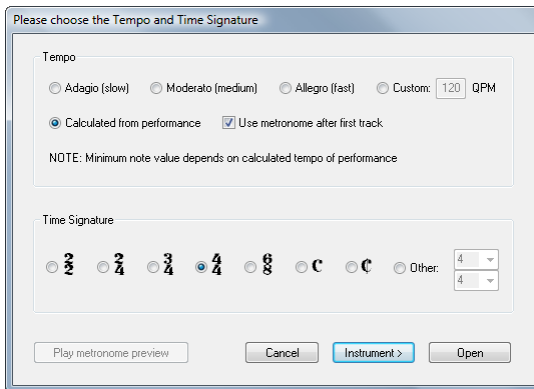 Please choose the Tempo and Time Signature
Tempo
Adagio (slow) Moderato (medium) Allegro (fast) Custom: 120 QPM
Calculated from performance Use metronome after first track
NOTE: Minimum note value depends on calculated tempo of performance
Time Signature
2/2 2/4 3/4 4/4 6/8 C ¢ Other: 4 4
Play metronome preview Cancel Instrument > Open